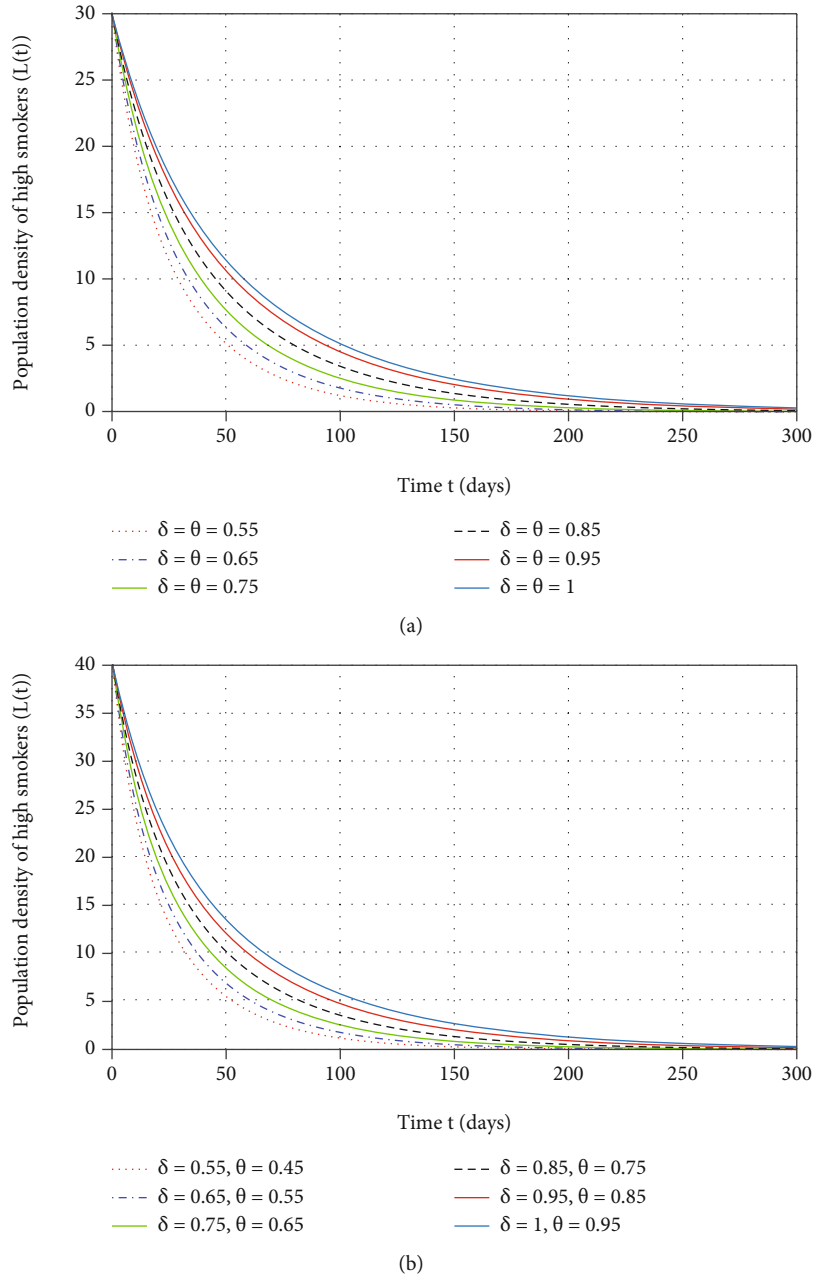 Population density of high smokers (L(t))
30
25
20
15
10
5
0
0 50 100 150 200 250 300
Time t (days)
δ = θ = 0.55 δ = θ = 0.85
δ = θ = 0.65 δ = θ = 0.95
δ = θ = 0.75 δ = θ = 1
(a)
Population density of high smokers (L(t))
40
35
30
25
20
15
10
5
0
0 50 100 150 200 250 300
Time t (days)
δ = 0.55, θ = 0.45 δ = 0.85, θ = 0.75
δ = 0.65, θ = 0.55 δ = 0.95, θ = 0.85
δ = 0.75, θ = 0.65 δ = 1, θ = 0.95
(b)